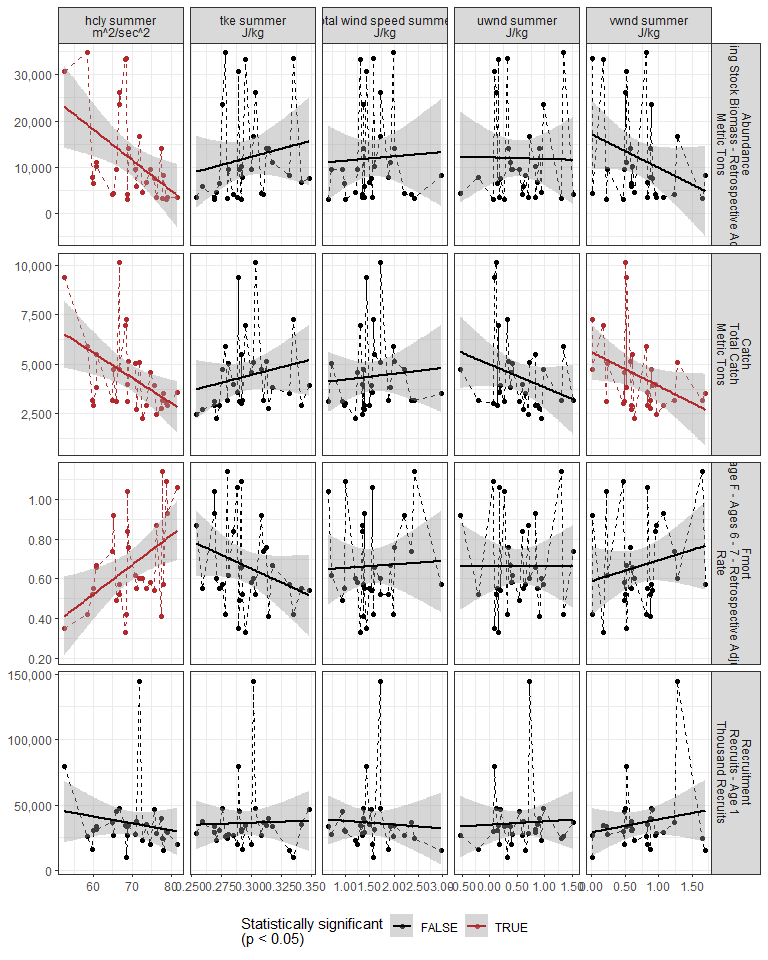 hcly summer
m^2/sec^2
tke summer
J/kg
otal wind speed summe
J/kg
uwnd summer
J/kg
vwnd summer
J/kg
30,000
20,000
10,000
0
Abundance
ing Stock Biomass - Retrospective Ad
Metric Tons
10,000
7,500
5,000
2,500
Catch
Total Catch
Metric Tons
1.00
0.80
0.60
0.40
0.20
Fmort
age F - Ages 6 - 7 - Retrospective Adju
Rate
150,000
100,000
50,000
0
Recruitment
Recruits - Age 1
Thousand Recruits
60 70 80 0.250 0.275 0.300 0.325 0.350 1.00 1.50 2.00 2.50 3.00 -0.50 0.00 0.50 1.00 1.50 0.00 0.50 1.00 1.50
Statistically significant
(p < 0.05)
FALSE
TRUE